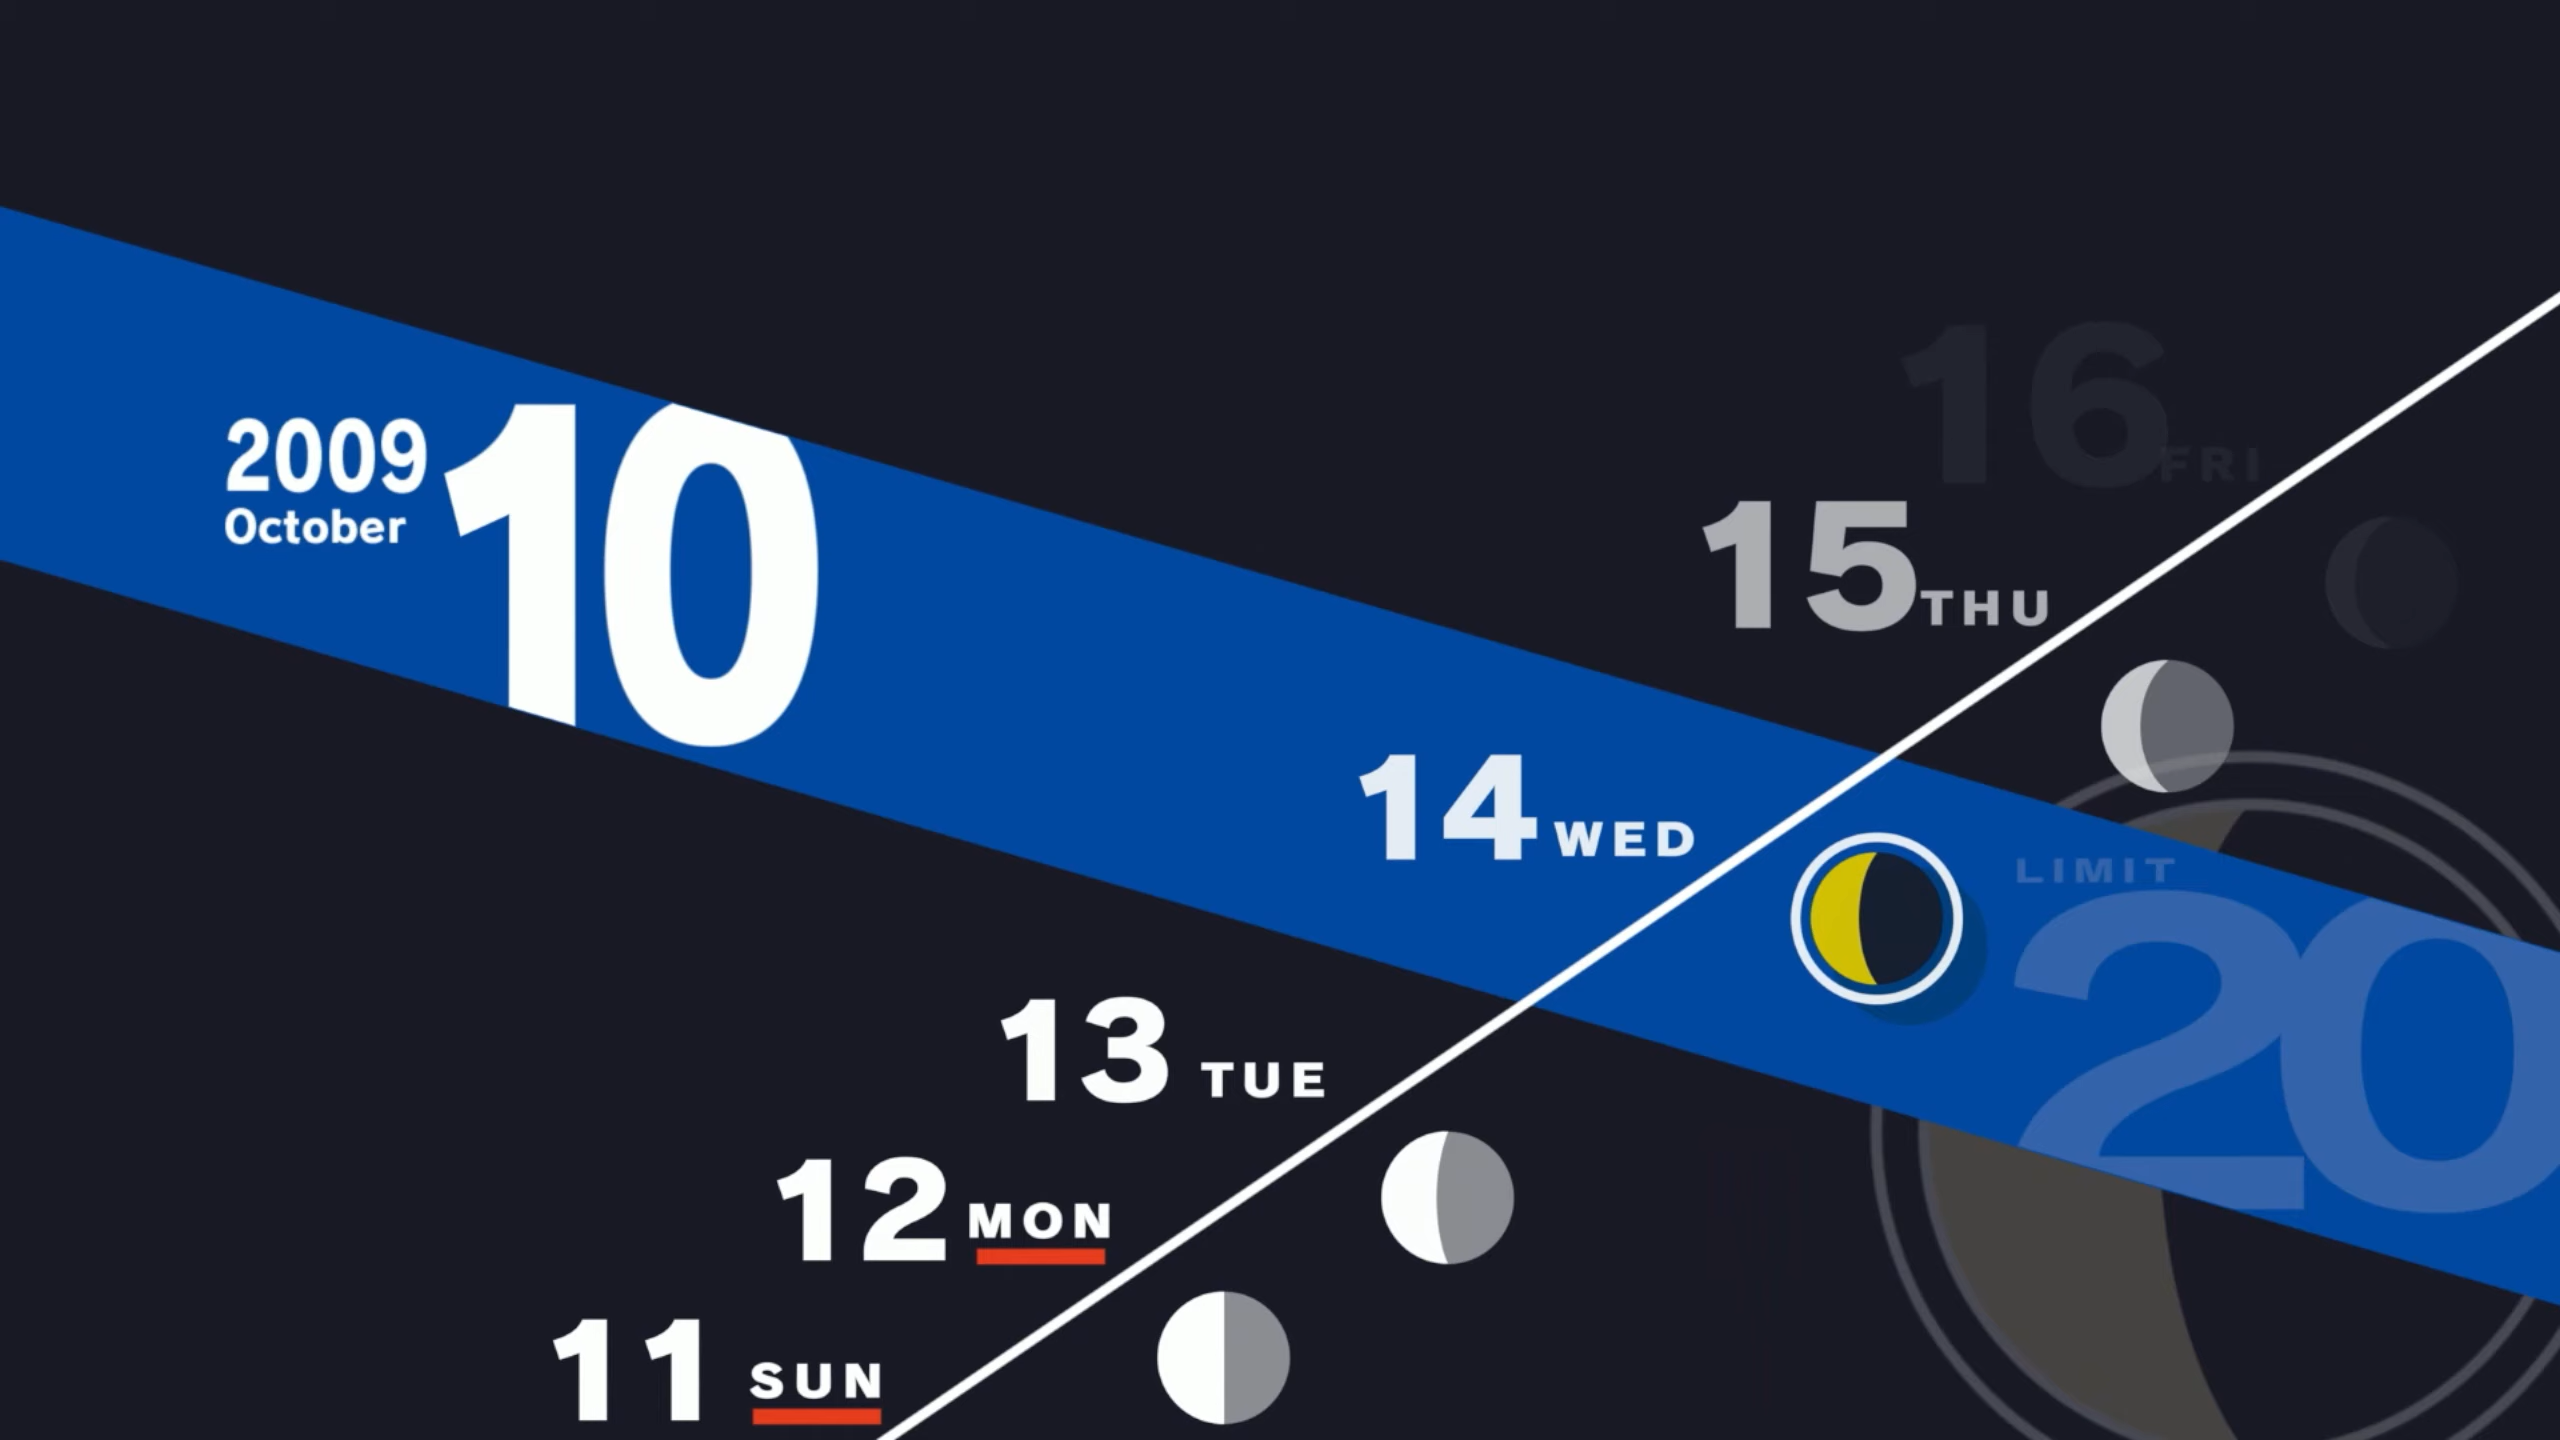 2009
October
10
16 FRI
15 THU
14 WED
LIMIT
20
13 TUE
12 MON
11 SUN